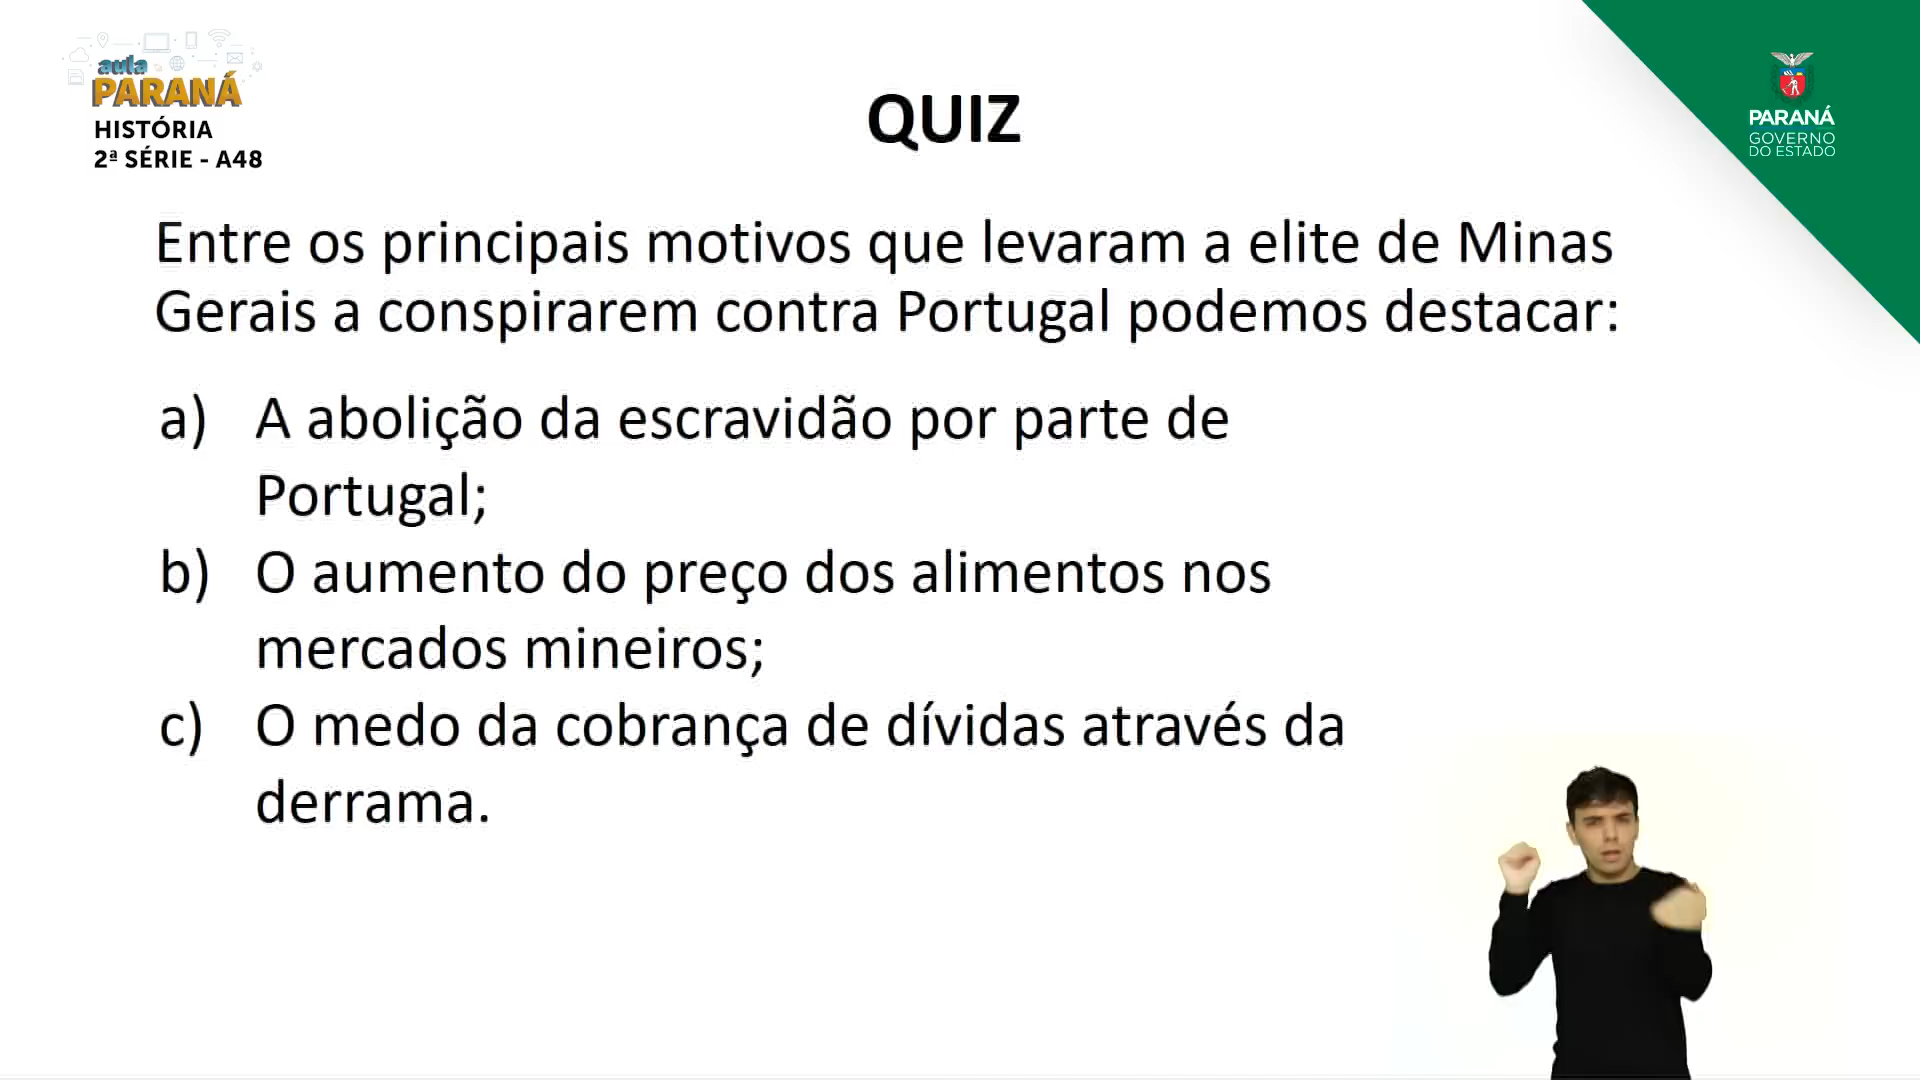 aula
PARANÁ
HISTÓRIA
2ª SÉRIE - A48
QUIZ
PARANÁ
GOVERNO
DO ESTADO
Entre os principais motivos que levaram a elite de Minas
Gerais a conspirarem contra Portugal podemos destacar:
a) A abolição da escravidão por parte de
Portugal;
b) O aumento do preço dos alimentos nos
mercados mineiros;
c) O medo da cobrança de dívidas através da
derrama.